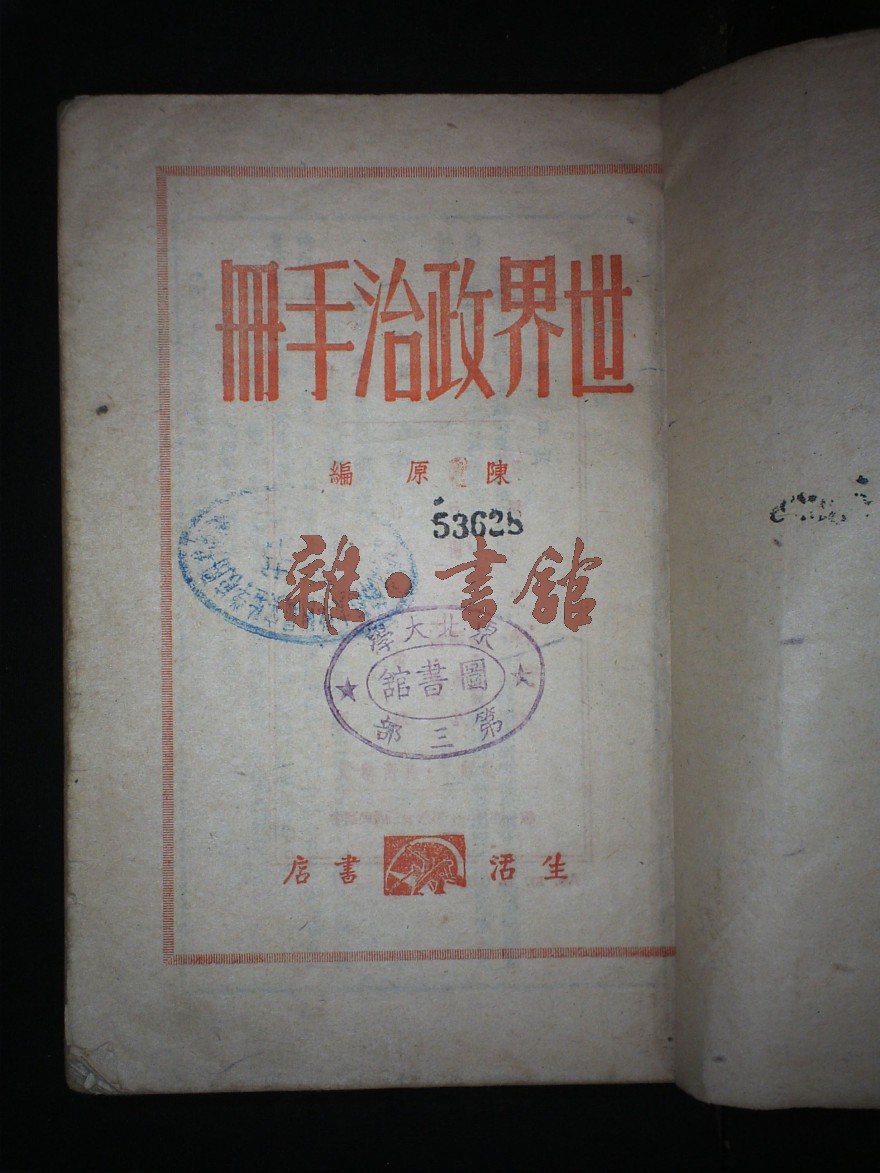 世界政治手冊
陳原編
53628
雜·書館
東北大學
圖書館
第三部
生活書店